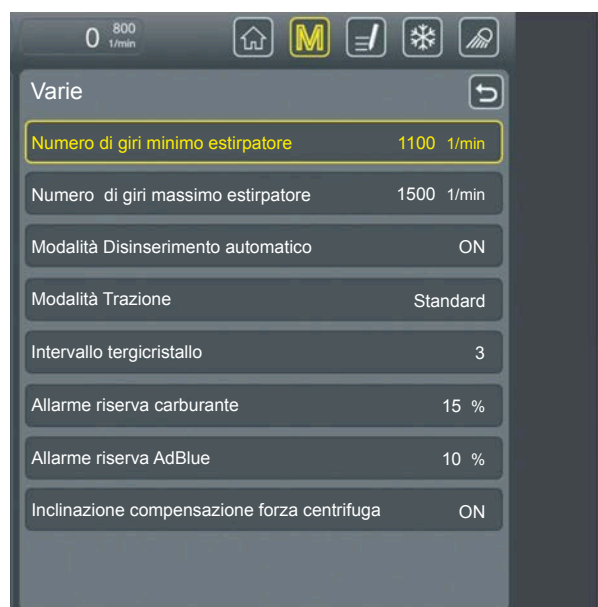 0 800 1/min
M
Varie
Numero di giri minimo estirpatore 1100 1/min
Numero di giri massimo estirpatore 1500 1/min
Modalità Disinserimento automatico ON
Modalità Trazione Standard
Intervallo tergicristallo 3
Allarme riserva carburante 15 %
Allarme riserva AdBlue 10 %
Inclinazione compensazione forza centrifuga ON